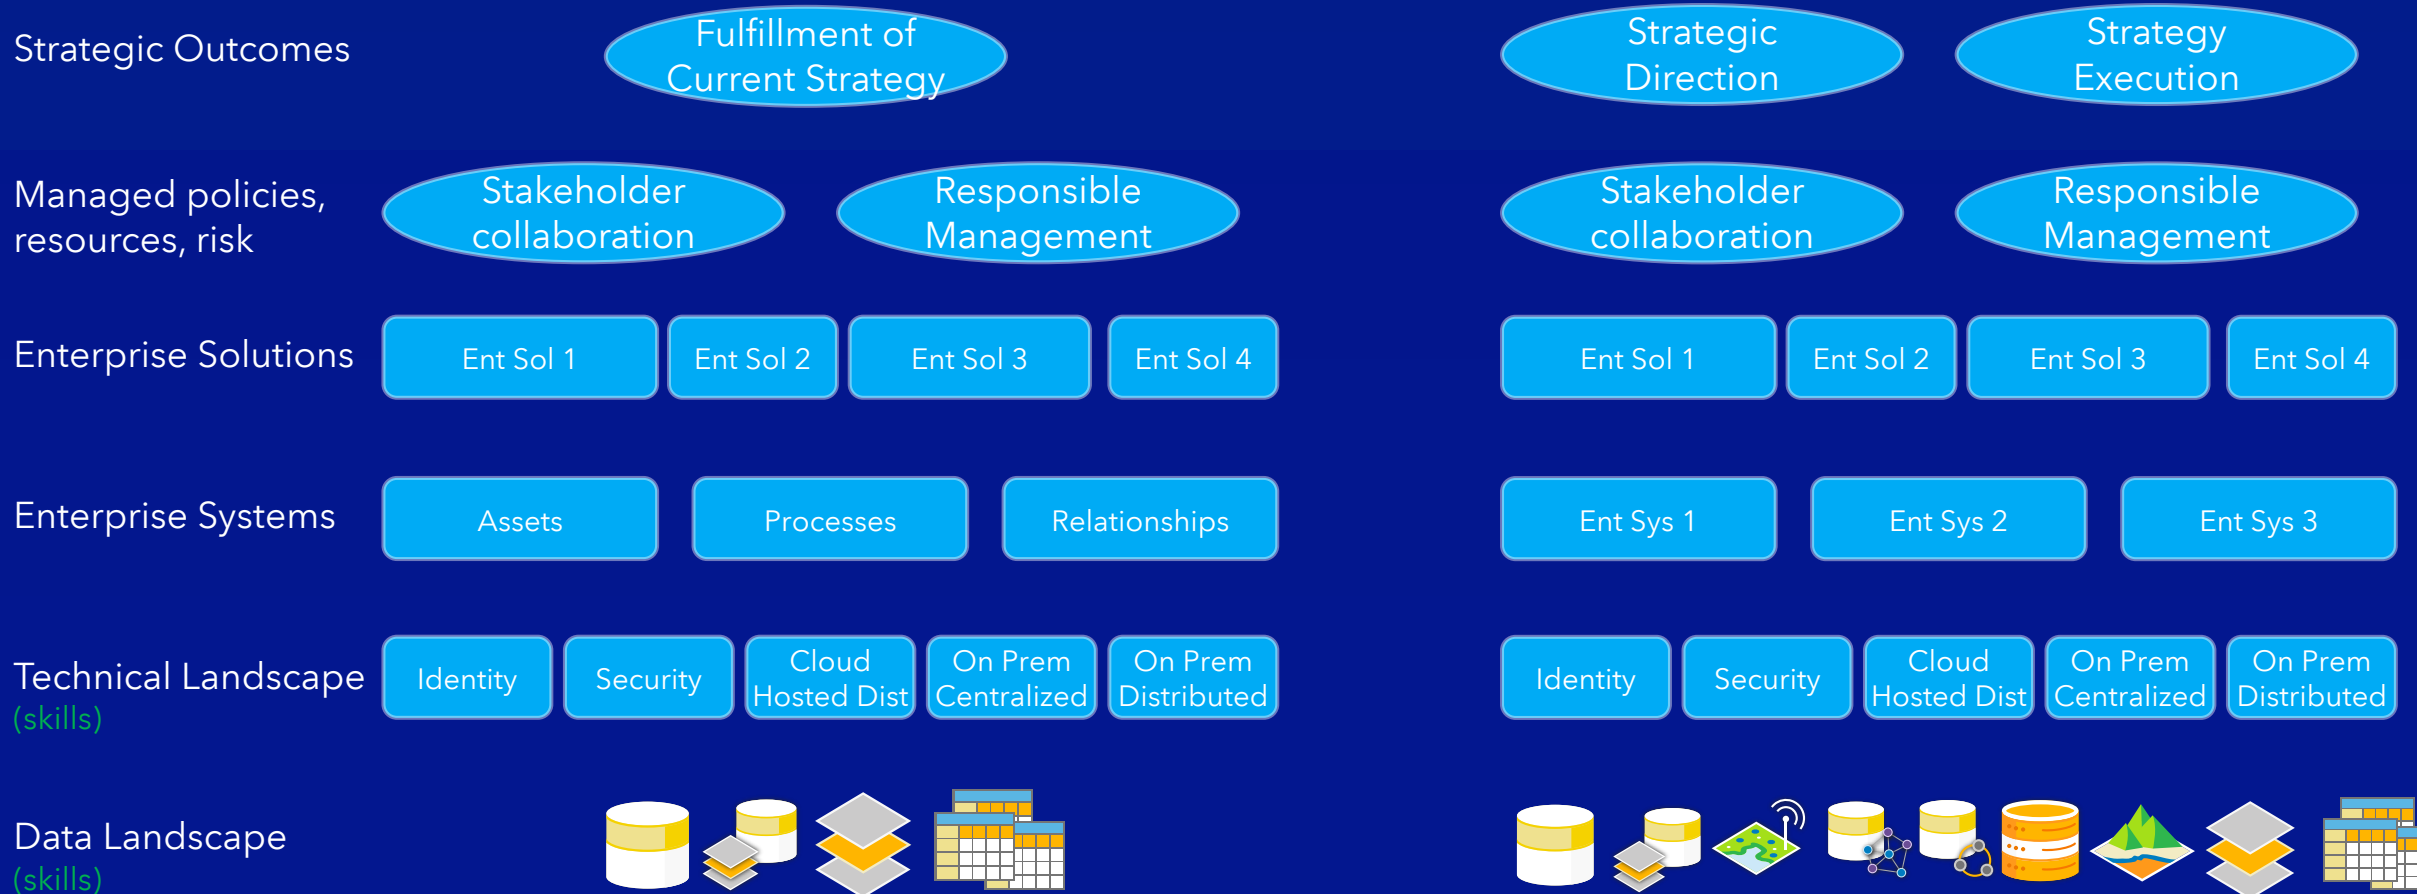 Strategic Outcomes
Fulfillment of
Current Strategy
Strategic
Direction
Strategy
Execution
Managed policies,
resources, risk
Stakeholder
collaboration
Responsible
Management
Stakeholder
collaboration
Responsible
Management
Enterprise Solutions
Ent Sol 1
Ent Sol 2
Ent Sol 3
Ent Sol 4
Ent Sol 1
Ent Sol 2
Ent Sol 3
Ent Sol 4
Enterprise Systems
Assets
Processes
Relationships
Ent Sys 1
Ent Sys 2
Ent Sys 3
Technical Landscape
(skills)
Identity
Security
Cloud
Hosted Dist
On Prem
Centralized
On Prem
Distributed
Identity
Security
Cloud
Hosted Dist
On Prem
Centralized
On Prem
Distributed
Data Landscape
(skills)